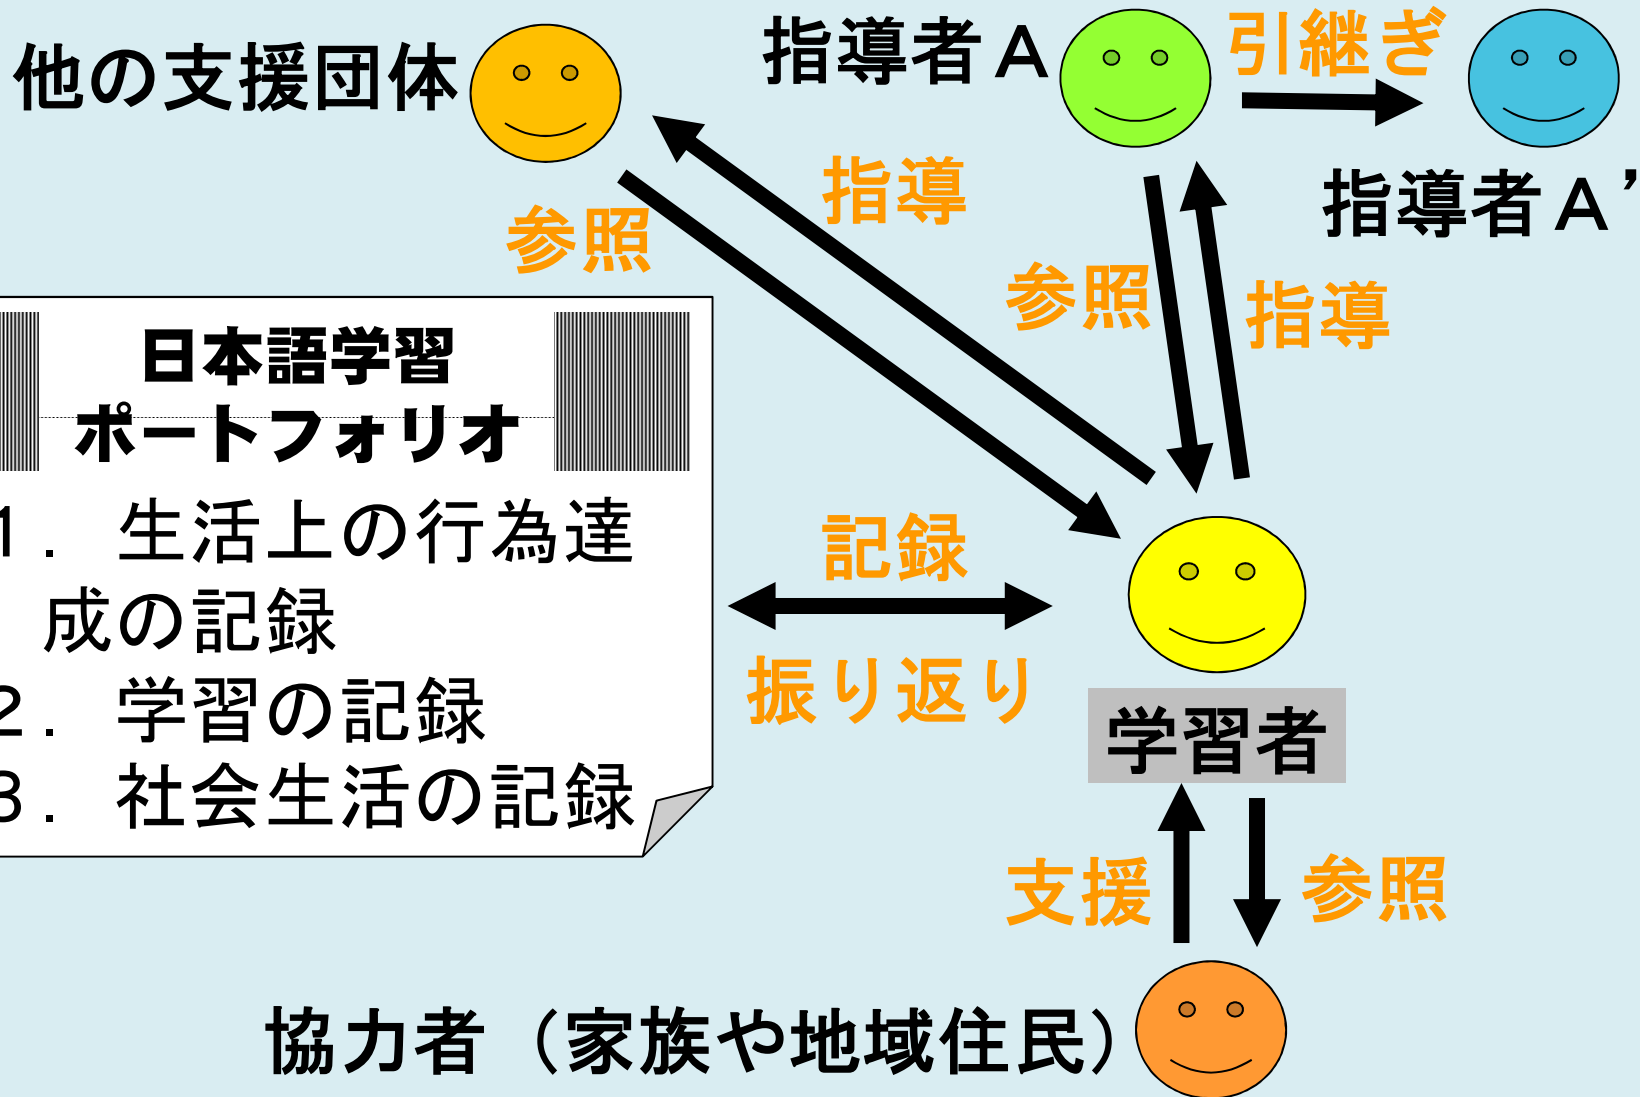 他の支援団体
指導者Ａ
引継ぎ
指導者Ａ’
指導
参照
参照
指導
日本語学習
ポートフォリオ
1. 生活上の行為達
成の記録
2. 学習の記録
3. 社会生活の記録
記録
振り返り
学習者
支援
参照
協力者（家族や地域住民）